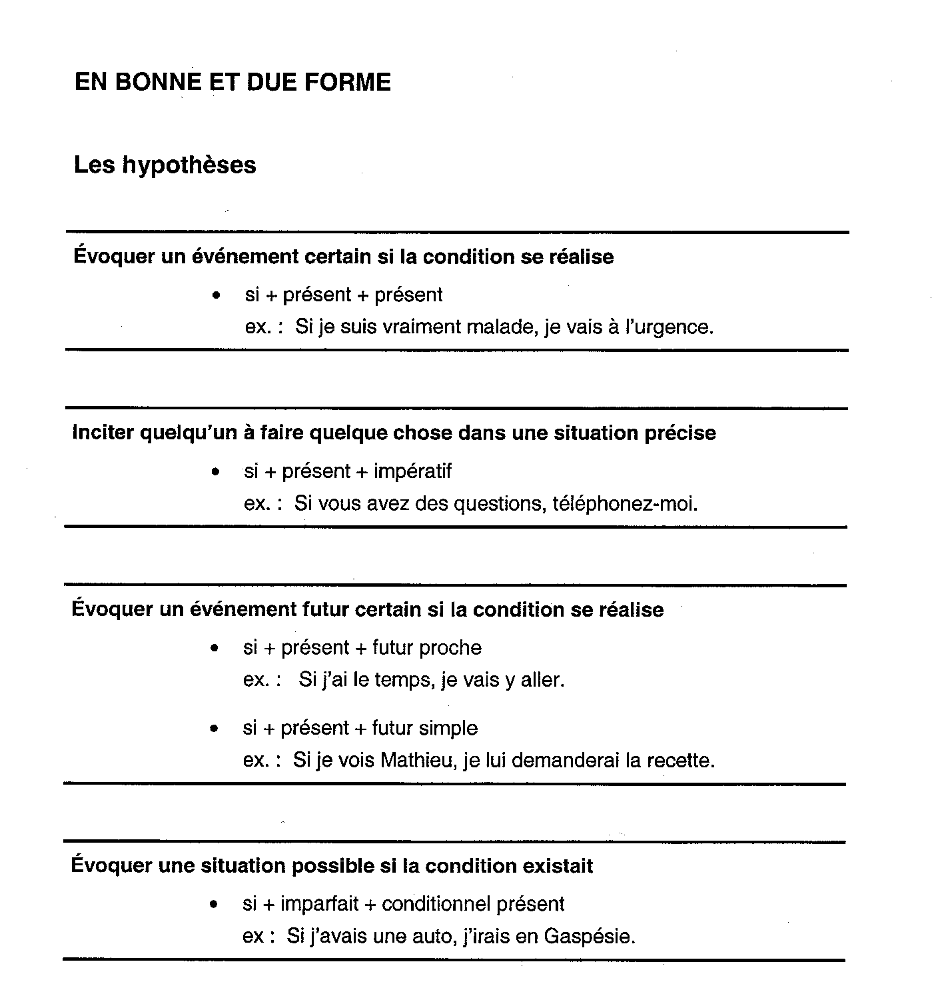 EN BONNE ET DUE FORME
Les hypothèses
Évoquer un événement certain si la condition se réalise
• si + présent + présent
ex. : Si je suis vraiment malade, je vais à l'urgence.
Inciter quelqu'un à faire quelque chose dans une situation précise
• si + présent + impératif
ex. : Si vous avez des questions, téléphonez-moi.
Évoquer un événement futur certain si la condition se réalise
• si + présent + futur proche
ex. : Si j'ai le temps, je vais y aller.
• si + présent + futur simple
ex. : Si je vois Mathieu, je lui demanderai la recette.
Évoquer une situation possible si la condition existait
• si + imparfait + conditionnel présent
ex : Si j'avais une auto, j'irais en Gaspésie.